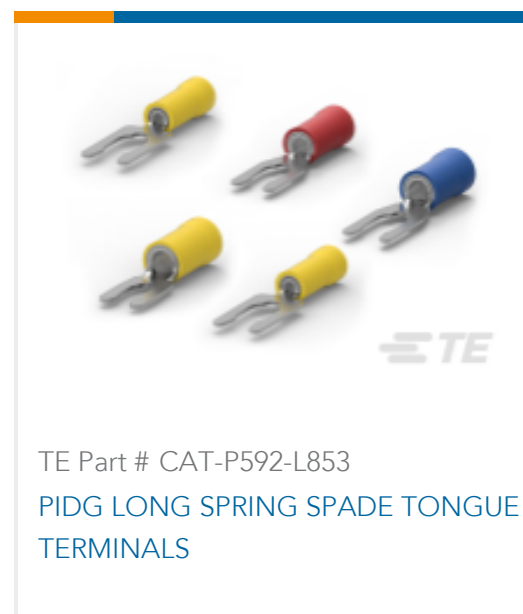 TE
TE Part # CAT-P592-L853
PIDG LONG SPRING SPADE TONGUE
TERMINALS